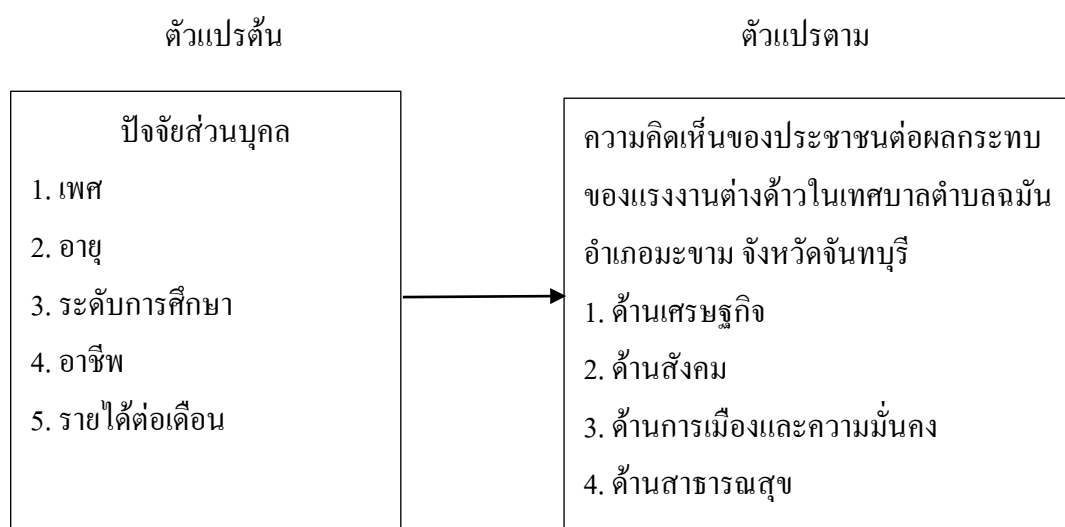 ตัวแปรต้น
ตัวแปรตาม
ปัจจัยส่วนบุคคล
1. เพศ
2. อายุ
3. ระดับการศึกษา
4. อาชีพ
5. รายได้ต่อเดือน
ความคิดเห็นของประชาชนต่อผลกระทบ
ของแรงงานต่างด้าวในเทศบาลตำบลฉมัน
อำเภอมะขาม จังหวัดจันทบุรี
1. ด้านเศรษฐกิจ
2. ด้านสังคม
3. ด้านการเมืองและความมั่นคง
4. ด้านสาธารณสุข